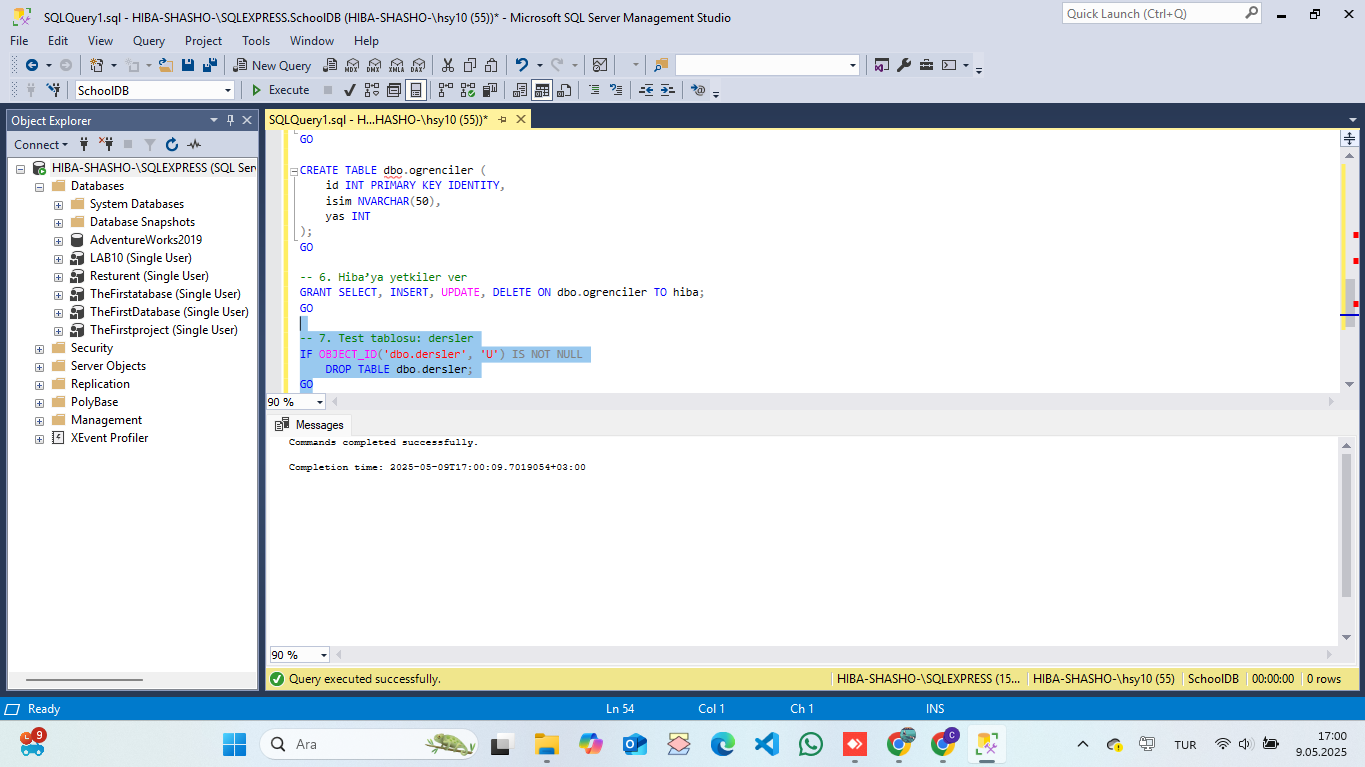 SQLQuery1.sql - HIBA-SHASHO-\SQLEXPRESS.SchoolDB (HIBA-SHASHO-\hsy10 (55))* - Microsoft SQL Server Management Studio
Quick Launch (Ctrl+Q)
File Edit View Query Project Tools Window Help
New Query
MDX DMX XMLA DAX
SchoolDB
Execute
Object Explorer
Connect
HIBA-SHASHO-\SQLEXPRESS (SQL Ser
Databases
System Databases
Database Snapshots
AdventureWorks2019
LAB10 (Single User)
Resturent (Single User)
TheFirstatabase (Single User)
TheFirstDatabase (Single User)
TheFirstproject (Single User)
Security
Server Objects
Replication
PolyBase
Management
XEvent Profiler
SQLQuery1.sql - H...HASHO-\hsy10 (55))*
GO
CREATE TABLE dbo.ogrenciler (
id INT PRIMARY KEY IDENTITY,
isim NVARCHAR(50),
yas INT
);
GO
-- 6. Hiba’ya yetkiler ver
GRANT SELECT, INSERT, UPDATE, DELETE ON dbo.ogrenciler TO hiba;
GO
-- 7. Test tablosu: dersler
IF OBJECT_ID('dbo.dersler', 'U') IS NOT NULL
DROP TABLE dbo.dersler;
GO
90 %
Messages
Commands completed successfully.
Completion time: 2025-05-09T17:00:09.7019054+03:00
90 %
Query executed successfully.
HIBA-SHASHO-\SQLEXPRESS (15... HIBA-SHASHO-\hsy10 (55) SchoolDB 00:00:00 0 rows
Ready
Ln 54 Col 1 Ch 1 INS
9
Ara
C
TUR
17:00
9.05.2025